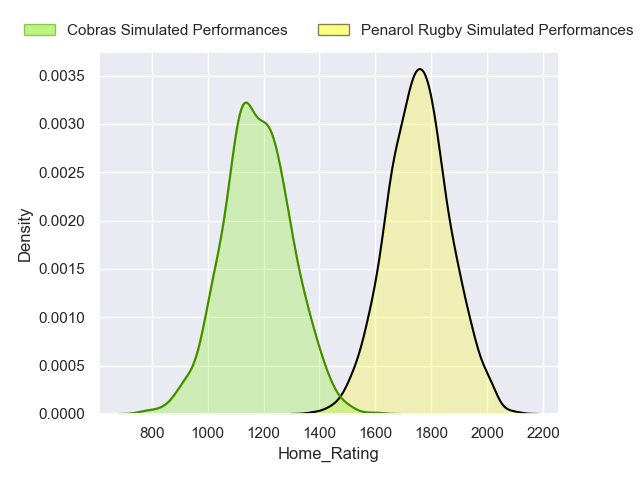 Cobras Simulated Performances
Penarol Rugby Simulated Performances
0.0035
0.0030
0.0025
0.0020
0.0015
0.0010
0.0005
0.0000
Density
800 1000 1200 1400 1600 1800 2000 2200
Home_Rating